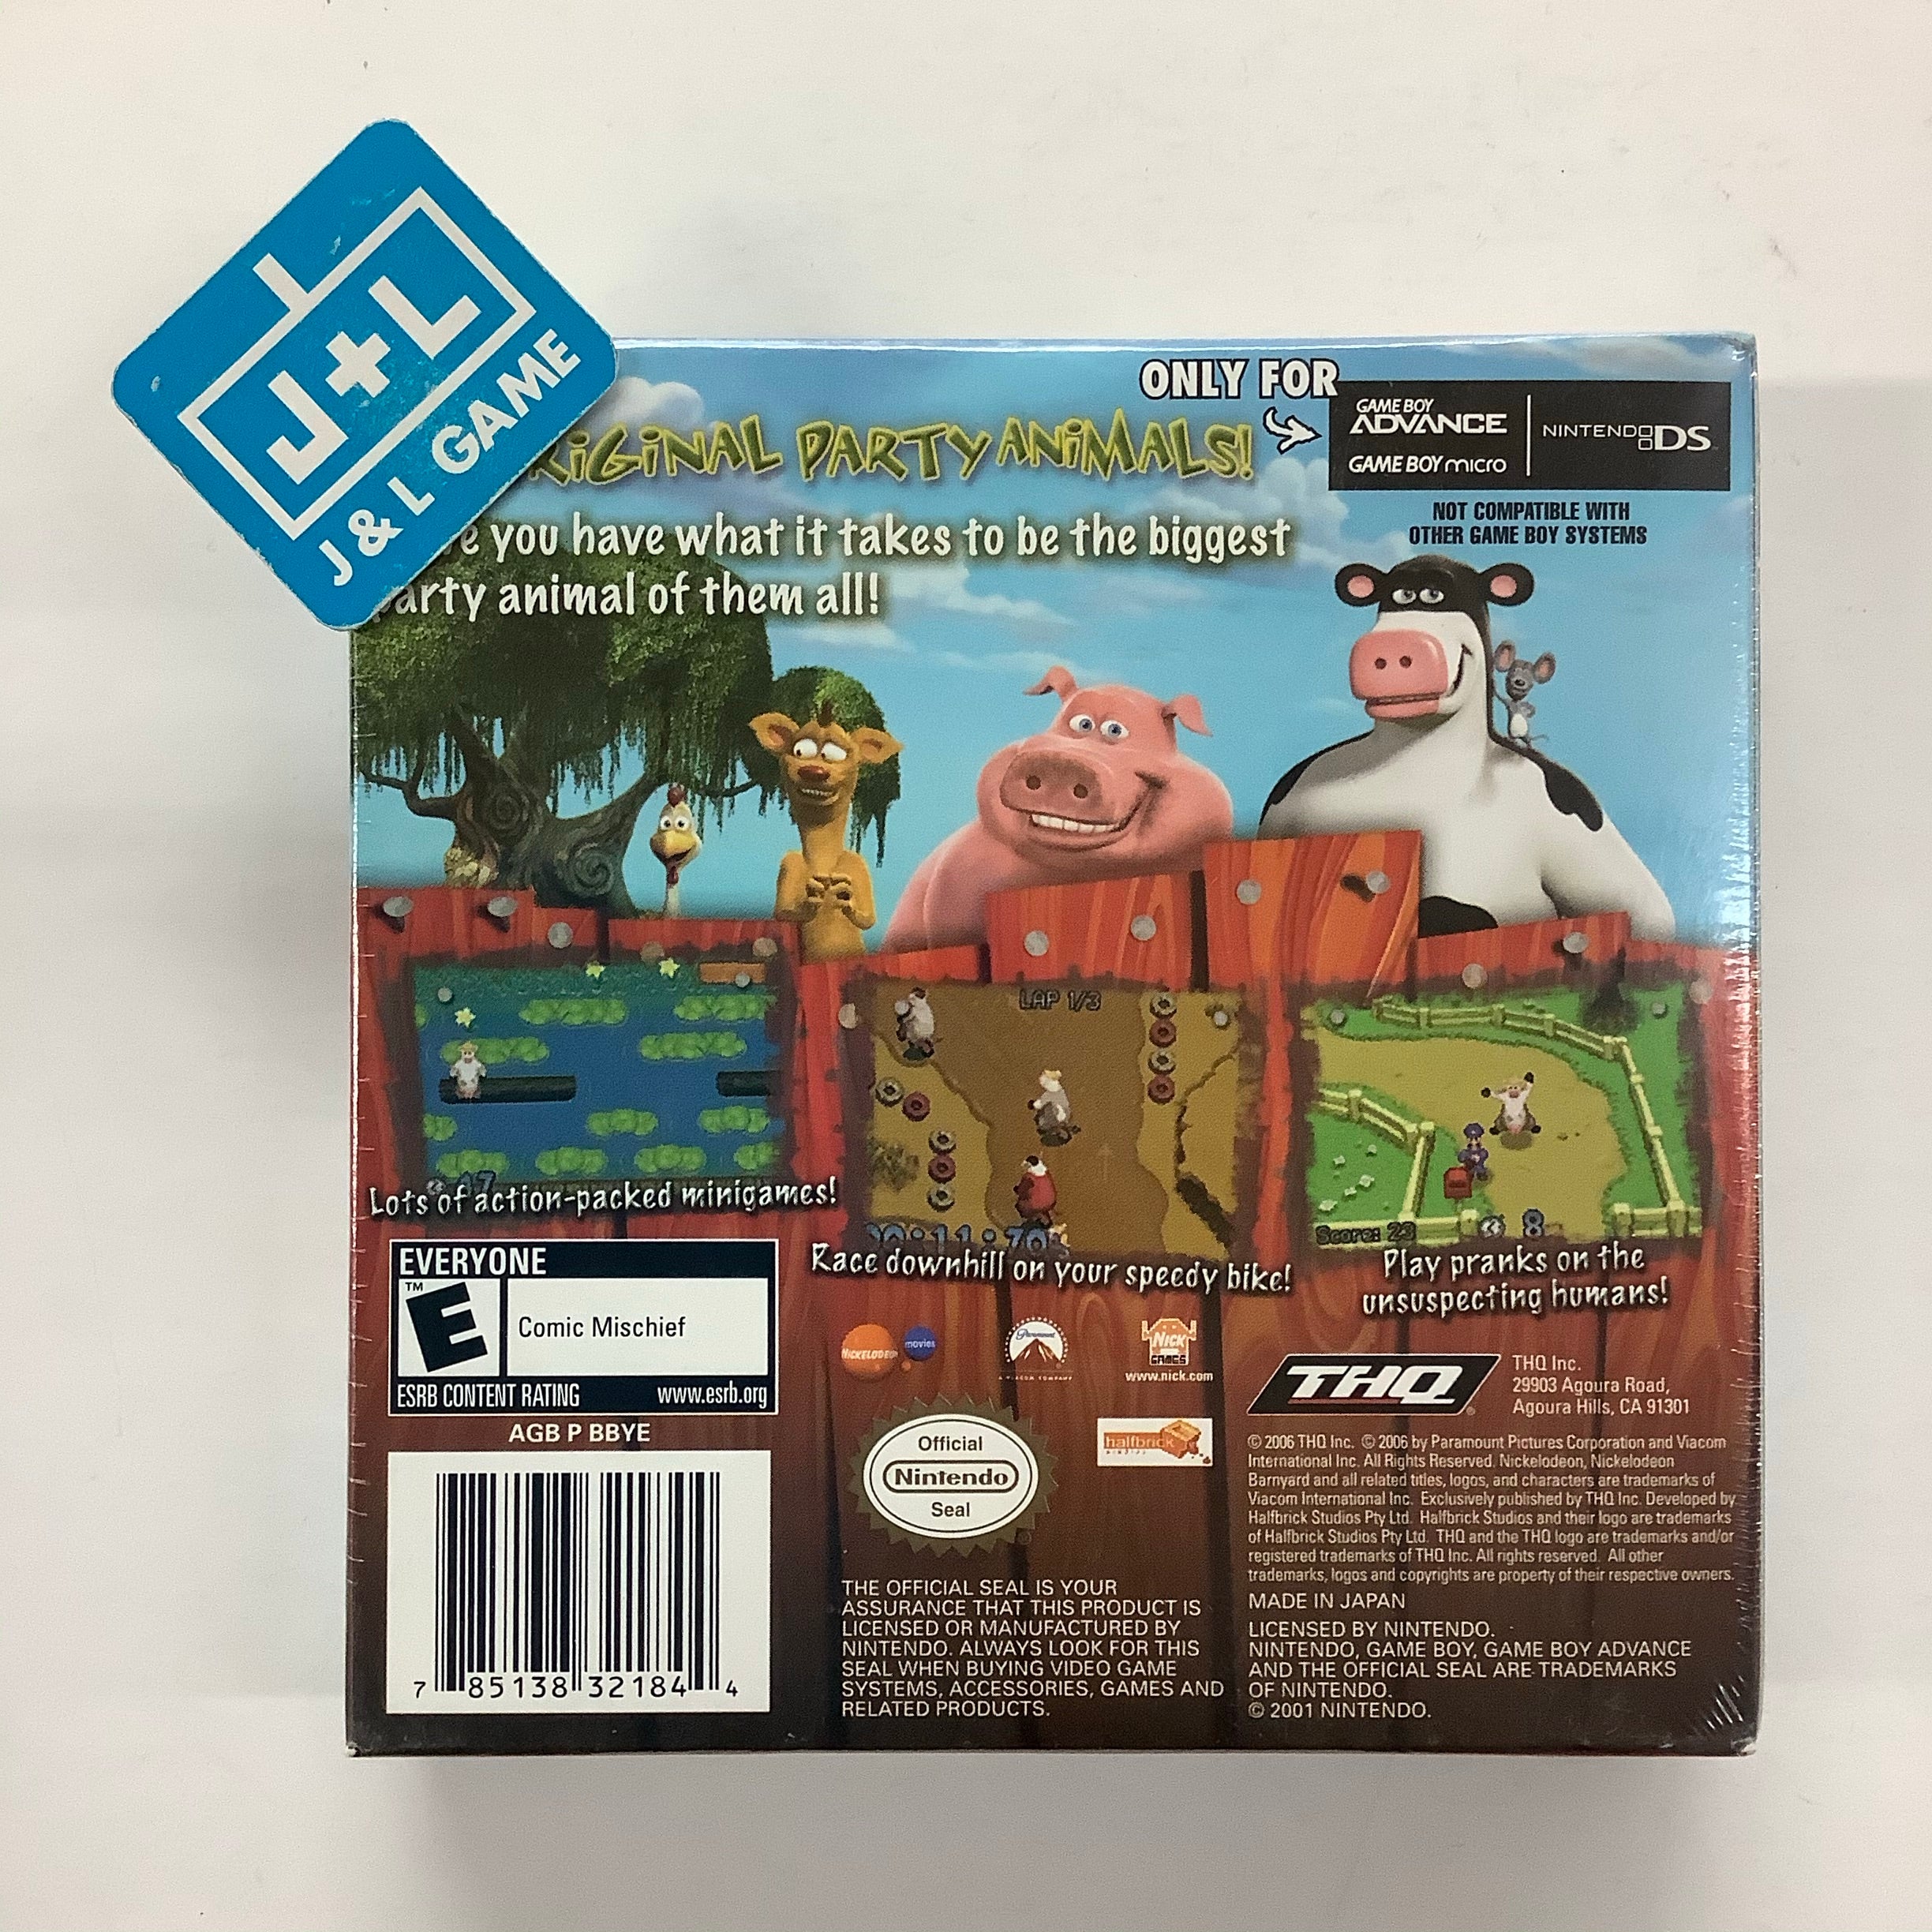 J+L
J & L GAME
ONLY FOR
GAME BOY
ADVANCE
GAME BOY micro
NINTENDO DS
ORIGINAL PARTY ANIMALS!
NOT COMPATIBLE WITH
OTHER GAME BOY SYSTEMS
you have what it takes to be the biggest
party animal of them all!
LAP 1/3
Score: 23
8
Lots of action-packed minigames!
Race downhill on your speedy bike!
Play pranks on the
unsuspecting humans!
EVERYONE
E
TM
Comic Mischief
ESRB CONTENT RATING www.esrb.org
AGB P BBYE
7 85138 32184 4
NICKELODEON movies
Paramount
A VIACOM COMPANY
NICK
GAMES
www.nick.com
Official
Nintendo
Seal
halfbrick
THE OFFICIAL SEAL IS YOUR
ASSURANCE THAT THIS PRODUCT IS
LICENSED OR MANUFACTURED BY
NINTENDO. ALWAYS LOOK FOR THIS
SEAL WHEN BUYING VIDEO GAME
SYSTEMS, ACCESSORIES, GAMES AND
RELATED PRODUCTS.
THQ
THQ Inc.
29903 Agoura Road,
Agoura Hills, CA 91301
© 2006 THQ Inc. © 2006 by Paramount Pictures Corporation and Viacom
International Inc. All Rights Reserved. Nickelodeon, Nickelodeon
Barnyard and all related titles, logos, and characters are trademarks of
Viacom International Inc. Exclusively published by THQ Inc. Developed by
Halfbrick Studios Pty Ltd. Halfbrick Studios and their logo are trademarks
of Halfbrick Studios Pty Ltd. THQ and the THQ logo are trademarks and/or
registered trademarks of THQ Inc. All rights reserved. All other
trademarks, logos and copyrights are property of their respective owners.
MADE IN JAPAN
LICENSED BY NINTENDO.
NINTENDO, GAME BOY, GAME BOY ADVANCE
AND THE OFFICIAL SEAL ARE TRADEMARKS
OF NINTENDO.
© 2001 NINTENDO.